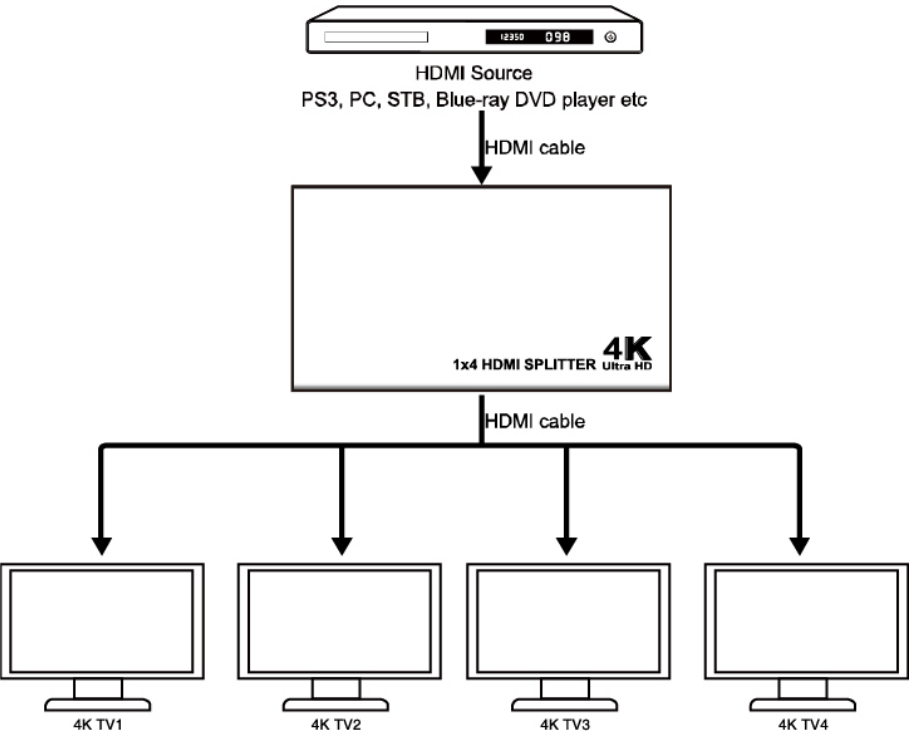 12350 098
HDMI Source
PS3, PC, STB, Blue-ray DVD player etc
HDMI cable
1x4 HDMI SPLITTER 4K Ultra HD
HDMI cable
4K TV1 4K TV2 4K TV3 4K TV4